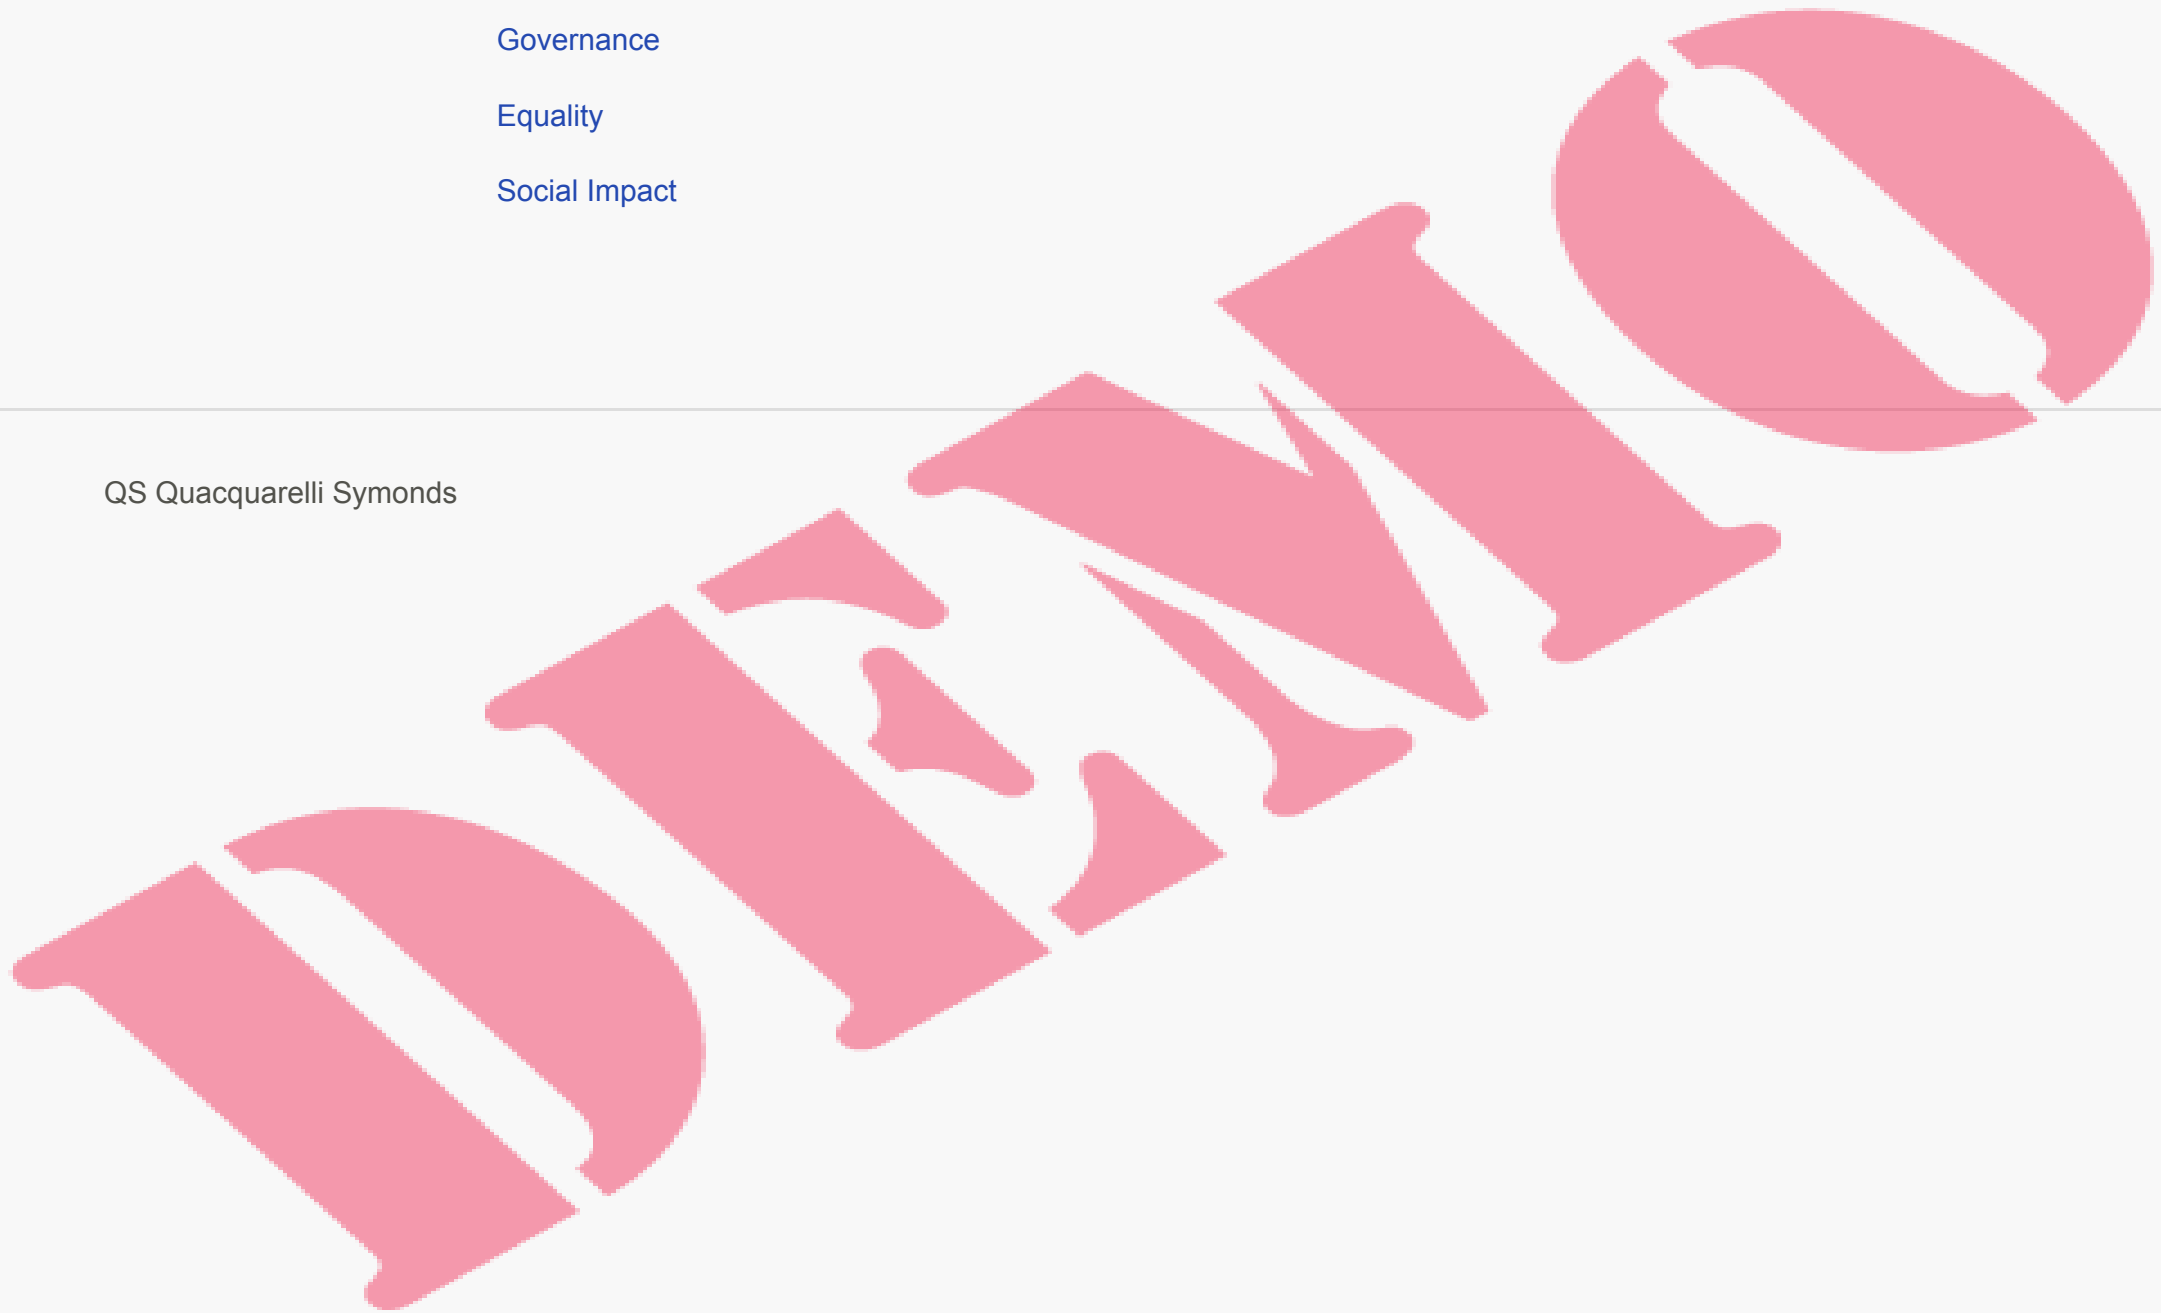 Governance
Equality
Social Impact
QS Quacquarelli Symonds
DEMO